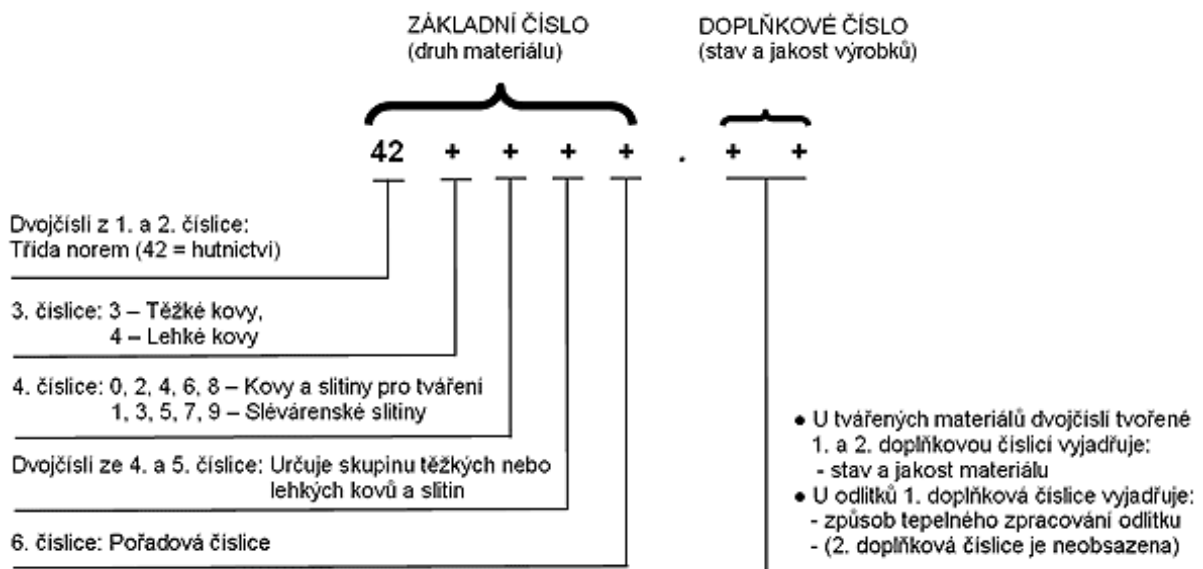 ZÁKLADNÍ ČÍSLO
(druh materiálu)
DOPLŇKOVÉ ČÍSLO
(stav a jakost výrobků)
42 + + + + . + +
Dvojčísli z 1. a 2. číslice:
Třída norem (42 = hutnictví)
3. číslice: 3 – Těžké kovy,
4 – Lehké kovy
4. číslice: 0, 2, 4, 6, 8 – Kovy a slitiny pro tváření
1, 3, 5, 7, 9 – Slévárenské slitiny
Dvojčísli ze 4. a 5. číslice: Určuje skupinu těžkých nebo
lehkých kovů a slitin
6. číslice: Pořadová číslice
● U tvářených materiálů dvojčíslí tvořené
1. a 2. doplňkovou číslicí vyjadřuje:
- stav a jakost materiálu
● U odlitků 1. doplňková číslice vyjadřuje:
- způsob tepelného zpracování odlitku
- (2. doplňková číslice je neobsazena)